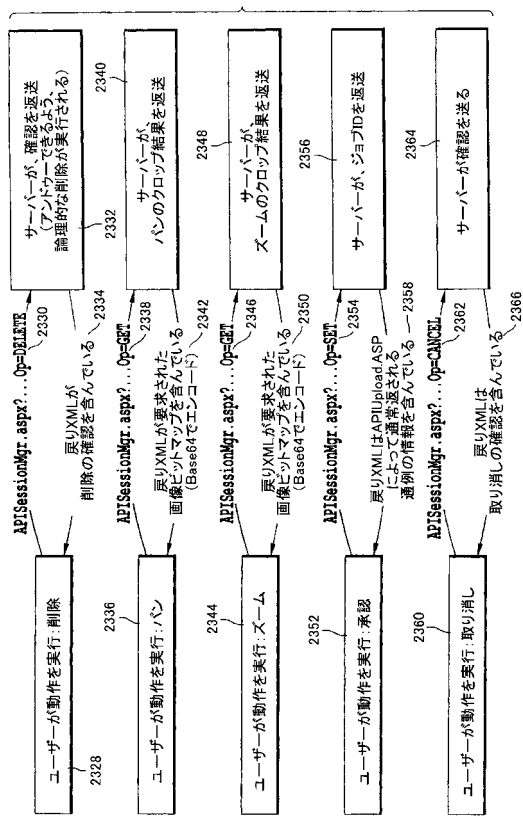 ユーザーが動作を実行:削除
2328
APISessionMgr.aspx?...Op=DELETE
2330
戻りXMLが
削除の確認を含んでいる
2334
サーバーが、確認を返送
(アンドゥーできるよう、
論理的な削除が実行される)
2332
ユーザーが動作を実行:パン
2336
APISessionMgr.aspx?...Op=GET
2338
戻りXMLが要求された
画像ビットマップを含んでいる
(Base64でエンコード)
2342
サーバーが
パンのクロップ結果を返送
2340
ユーザーが動作を実行:ズーム
2344
APISessionMgr.aspx?...Op=GET
2346
戻りXMLが要求された
画像ビットマップを含んでいる
(Base64でエンコード)
2350
サーバーが、
ズームのクロップ結果を返送
2348
ユーザーが動作を実行:承認
2352
APISessionMgr.aspx?...Op=SET
2354
戻りXMLはAPIUpload.ASP
によって通常返される
通例の情報を含んでいる
2358
サーバーが、ジョブIDを返送
2356
ユーザーが動作を実行:取り消し
2360
APISessionMgr.aspx?...Op=CANCEL
2362
戻りXMLは
取り消しの確認を含んでいる
2366
サーバーが確認を送る
2364